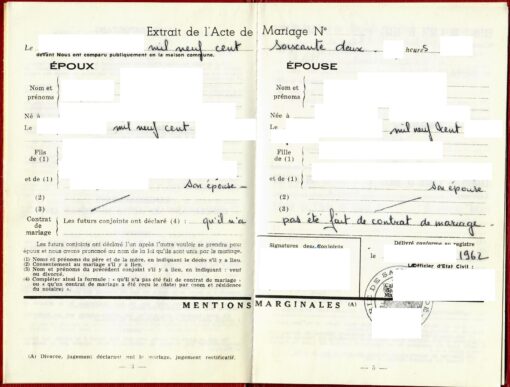 Extrait de l'Acte de Mariage N°
Le mil neuf cent soixante deux heures
devant Nous ont comparu publiquement en la maison commune.
ÉPOUX
Nom et
prénoms
Né à
Le mil neuf cent
Fils
de (1)
et de (1)
son épouse
(2)
(3)
Contrat
de
mariage
Les futurs conjoints ont déclaré (4) : qu'il n'a
Les futurs conjoints ont déclaré l'un après l'autre vouloir se prendre pour
époux et nous avons prononcé au nom de la loi qu'ils sont unis par le mariage.
(1) Noms et prénoms du père et de la mère, en indiquant le décès s'il y a lieu.
(2) Consentement au mariage s'il y a lieu.
(3) Nom et prénoms du précédent conjoint s'il y a lieu, en indiquant : veuf
ou divorcé.
(4) Compléter ainsi la formule : « qu'il n'a pas été fait de contrat de mariage »
ou « qu'un contrat de mariage a été reçu le (date) par (nom et résidence
du notaire) ».
ÉPOUSE
Nom et
prénoms
Née à
Le mil neuf cent
Fille
de (1)
et de (1)
son épouse
(2)
(3)
pas été fait de contrat de mariage
Signatures des Conjoints
Délivré conforme au registre
1962
L'Officier d'Etat Civil :
MENTIONS MARGINALES (A)
(A) Divorce, jugement déclarant nul le mariage, jugement rectificatif.
— 4 —
— 5 —